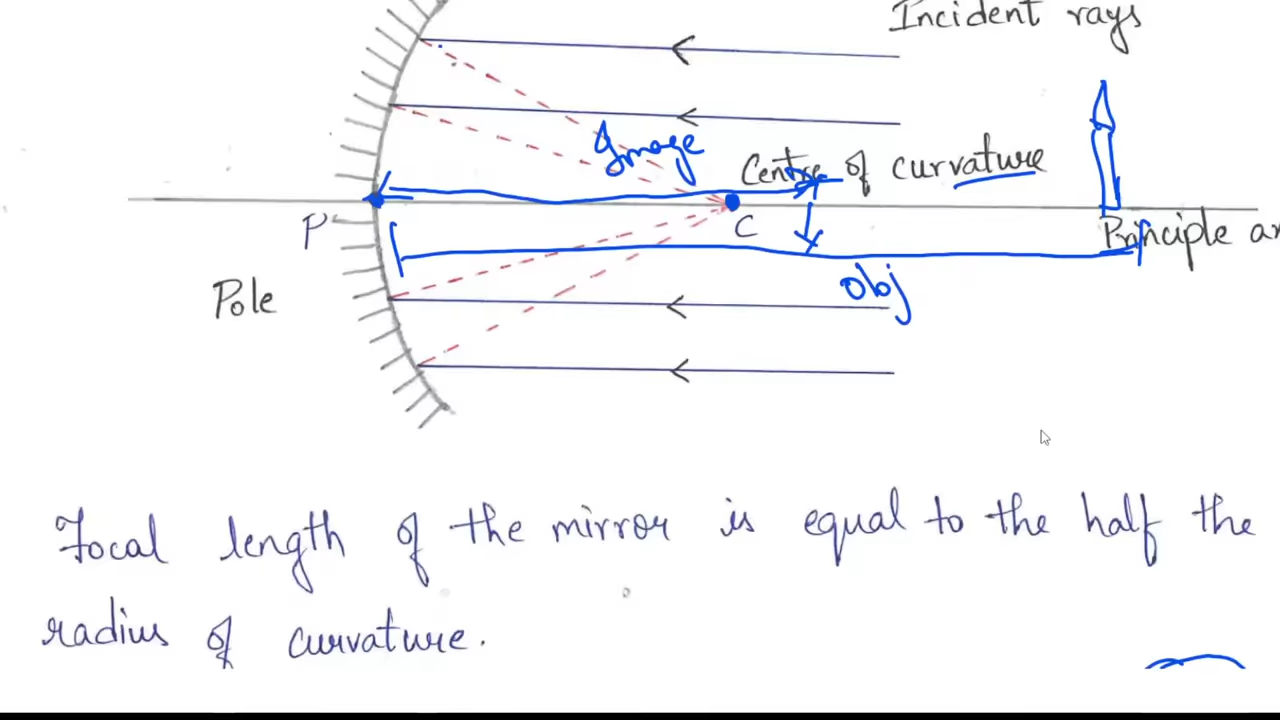 Incident rays
Image
Centre of curvature
P
C
Principle
Obj
Pole
Focal length of the mirror is equal to the half the
radius of curvature.